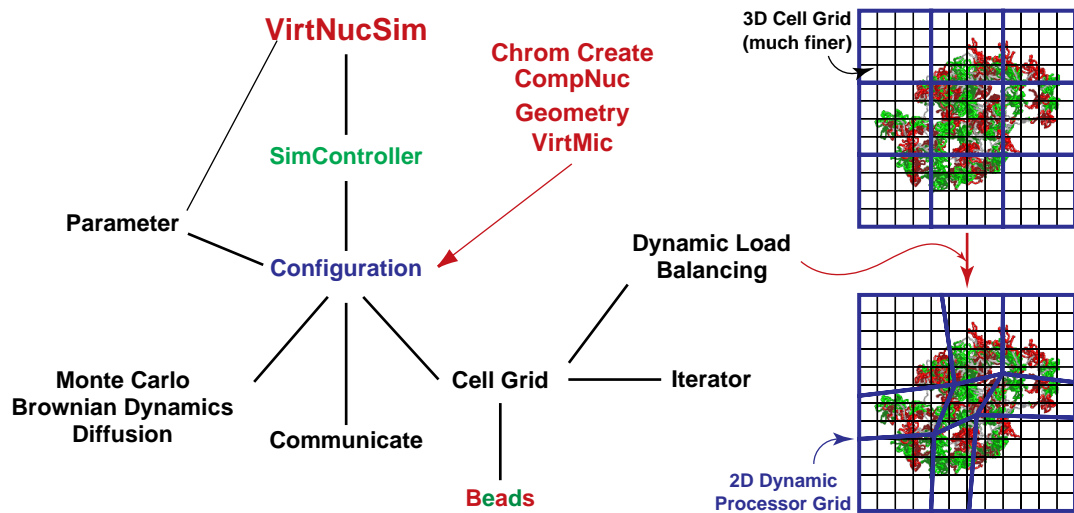 VirtNucSim
Chrom Create
CompNuc
Geometry
VirtMic
SimController
Parameter
Configuration
Monte Carlo
Brownian Dynamics
Diffusion
Communicate
Cell Grid
Iterator
Beads
Dynamic Load
Balancing
3D Cell Grid
(much finer)
2D Dynamic
Processor Grid